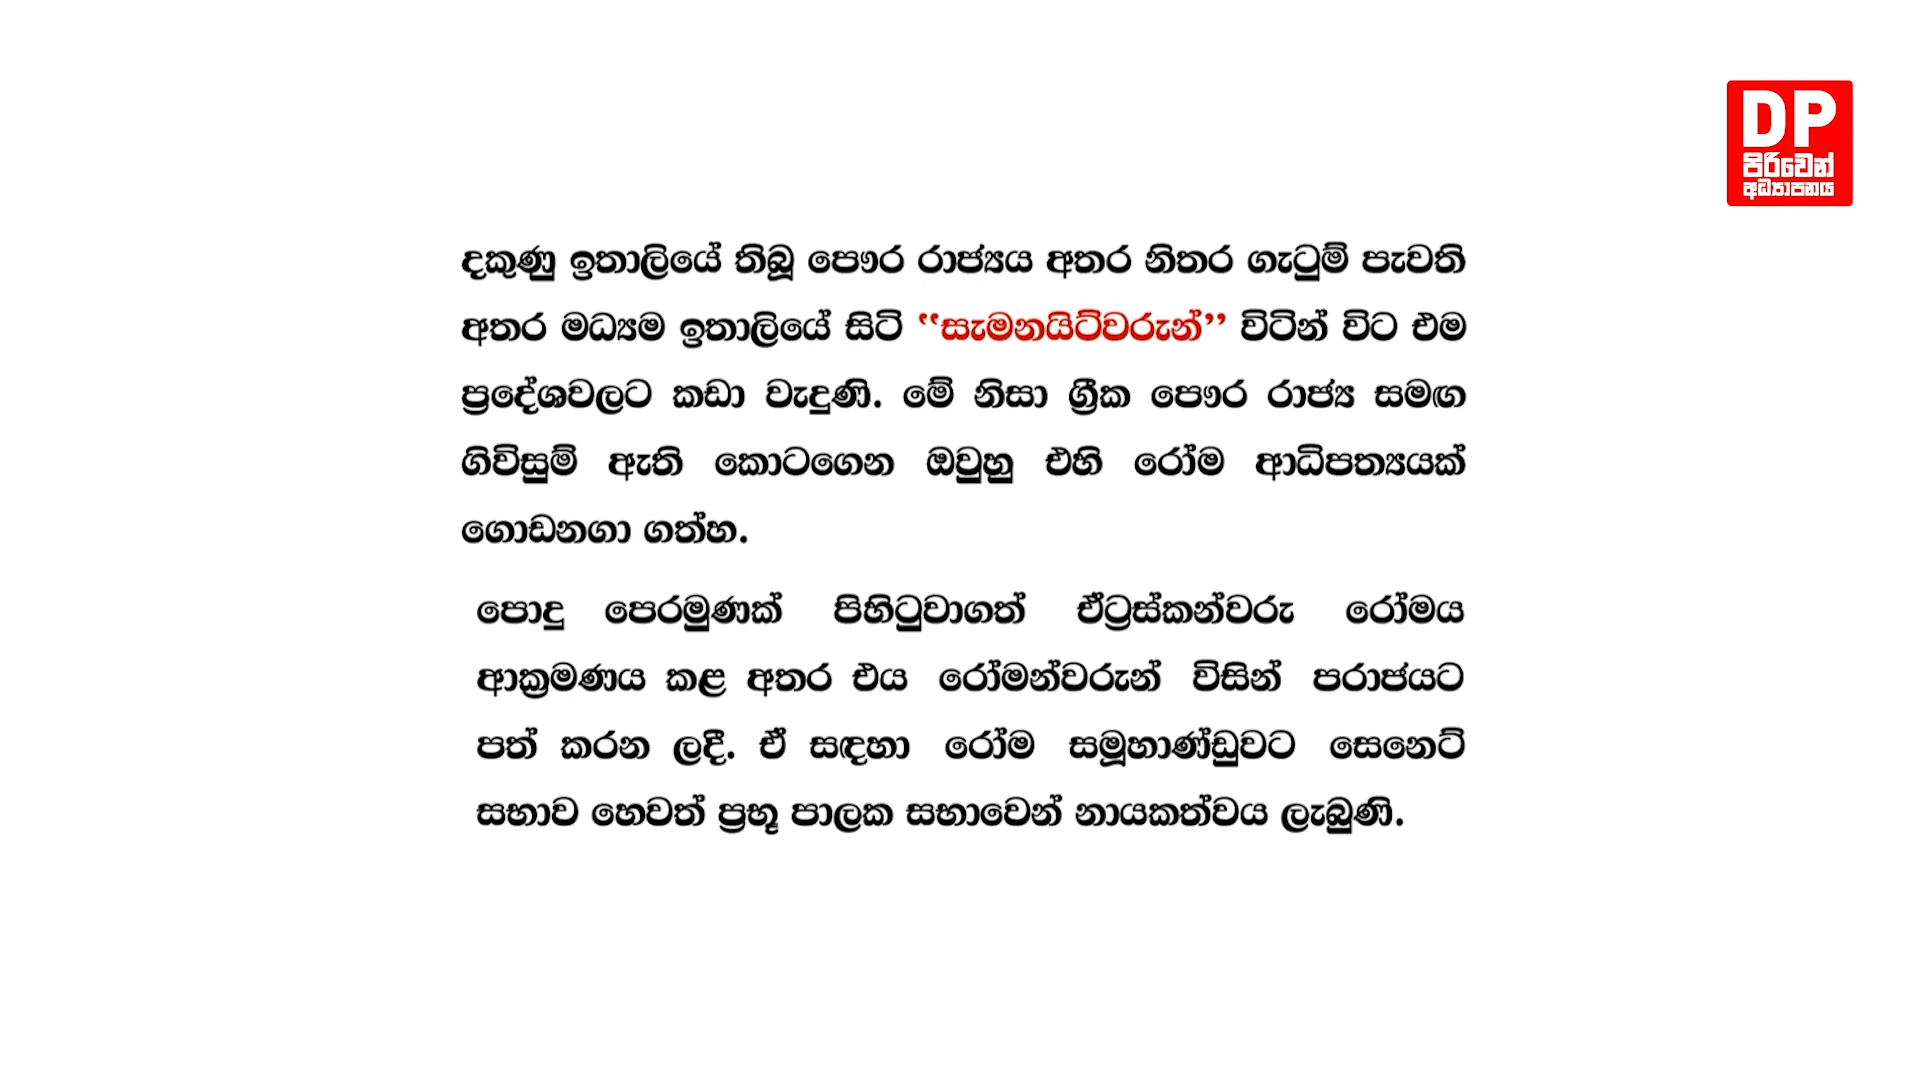 DP
පිරිවෙන්
අධ්‍යාපනය
දකුණු ඉතාලියේ තිබූ පෞර රාජ්‍යය අතර නිතර ගැටුම් පැවති
අතර මධ්‍යම ඉතාලියේ සිටි “සැමනයිට්වරුන්” විටින් විට එම
ප්‍රදේශවලට කඩා වැදුණි. මේ නිසා ග්‍රීක පෞර රාජ්‍ය සමඟ
ගිවිසුම් ඇති කොටගෙන ඔවුහු එහි රෝම ආධිපත්‍යයක්
ගොඩනගා ගත්හ.
පොදු පෙරමුණක් පිහිටුවාගත් ඒට්‍රස්කන්වරු රෝමය
ආක්‍රමණය කළ අතර එය රෝමන්වරුන් විසින් පරාජයට
පත් කරන ලදී. ඒ සඳහා රෝම සමූහාණ්ඩුවට සෙනෙට්
සභාව හෙවත් ප්‍රභූ පාලක සභාවෙන් නායකත්වය ලැබුණි.